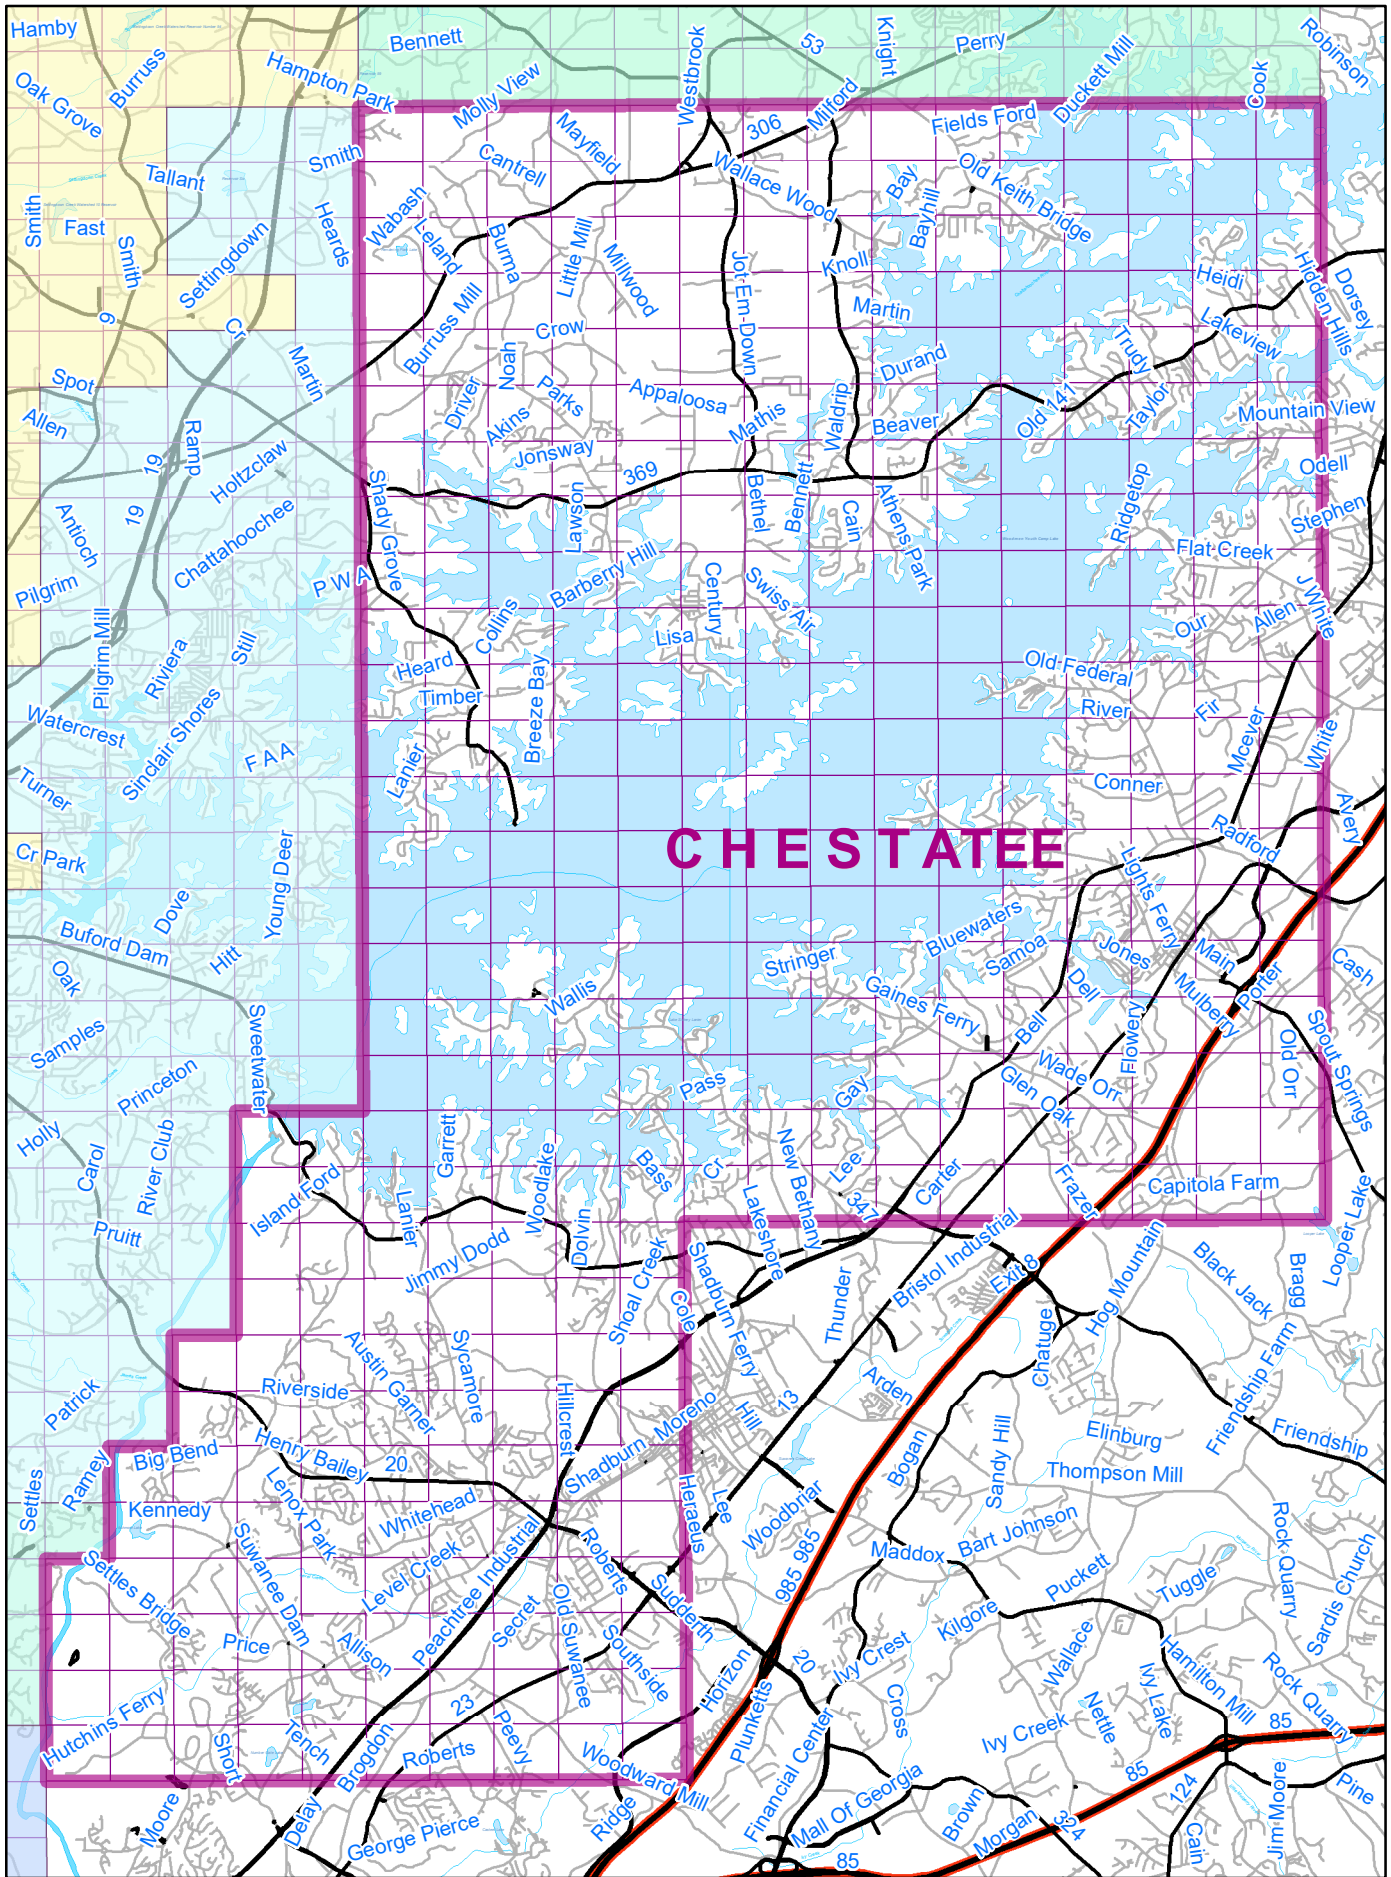 Hamby
Burruss
Oak Grove
Hampton Park
Bennett
Molly View
Westbrook
53
Knight
Perry
Duckett Mill
Cook
Robinson
Smith
Tallant
Mayfield
306
Milford
Fields Ford
Cantrell
Wallace Wood
Bay
Bayhill
Old Keith Bridge
Smith
Fast
Smith
Settingdown
Heards
Wabash
Leland
Burma
Little Mill
Millwood
Jot-Em-Down
Knoll
Heidi
Hidden Hills
Dorsey
9
Cr
Martin
Burruss Mill
Crow
Noah
Martin
Durand
Trudy
Lakeview
Spot
Allen
Driver
Akins
Parks
Appaloosa
Mathis
Waldrip
Beaver
Old 141
Taylor
Mountain View
19
Ramp
Holtzclaw
Jonsway
369
Odell
19
Antioch
Chattahoochee
Shady Grove
Lawson
Bethel
Bennett
Cain
Athens Park
Ridgetop
Stephen
Flat Creek
Pilgrim
P W A
Barberry Hill
Century
Swiss Air
J White
Allen
Our
Pilgrim Mill
Riviera
Still
Collins
Lisa
Heard
Timber
Breeze Bay
Old Federal
River
Fir
Watercrest
Sinclair Shores
F A A
Lanier
Mcever
White
Turner
Conner
Avery
Cr Park
CHESTATEE
Radford
Lights Ferry
Young Deer
Dove
Buford Dam
Hitt
Oak
Stringer
Bluewaters
Samoa
Jones
Main
Cash
Wallis
Gaines Ferry
Dell
Mulberry
Porter
Sweetwater
Samples
Princeton
Bell
Flowery
Old Orr
Spout Springs
Wade Orr
Glen Oak
Pass
Gay
Holly
Carol
River Club
Garrett
Woodlake
Bass
Cr
New Bethany
Lee
347
Carter
Frazer
Capitola Farm
Pruitt
Island Ford
Lanier
Jimmy Dodd
Dolvin
Shoal Creek
Lakeshore
Shadburn Ferry
Bristol Industrial
Exit 8
Hog Mountain
Black Jack
Bragg
Looper Lake
Cole
Thunder
Chatuge
Austin Garner
Sycamore
Riverside
Hillcrest
Patrick
Shadburn
Moreno
Hill
13
Arden
Friendship Farm
Friendship
Elinburg
Settles
Ramey
Big Bend
Henry Bailey
20
Bogan
Sandy Hill
Thompson Mill
Kennedy
Lenox Park
Whitehead
Heraeus
Lee
Woodbriar
Rock Quarry
Sardis Church
Suwanee Dam
Level Creek
Peachtree Industrial
Roberts
985 985
Maddox
Bart Johnson
Puckett
Tuggle
Settles Bridge
Price
Allison
Secret
Old Suwanee
Sudderth
Southside
20
Ivy Crest
Kilgore
Wallace
Hamilton Mill
Rock Quarry
Ivy Lake
Horizon
Plunketts
Cross
Nettle
Hutchins Ferry
Short
Tench
23
Peevy
Brogdon
Roberts
Woodward Mill
Financial Center
Ivy Creek
85
85
Moore
Delay
George Pierce
Ridge
Mall Of Georgia
Brown
Morgan
324
124
Cain
Jim Moore
Pine
85